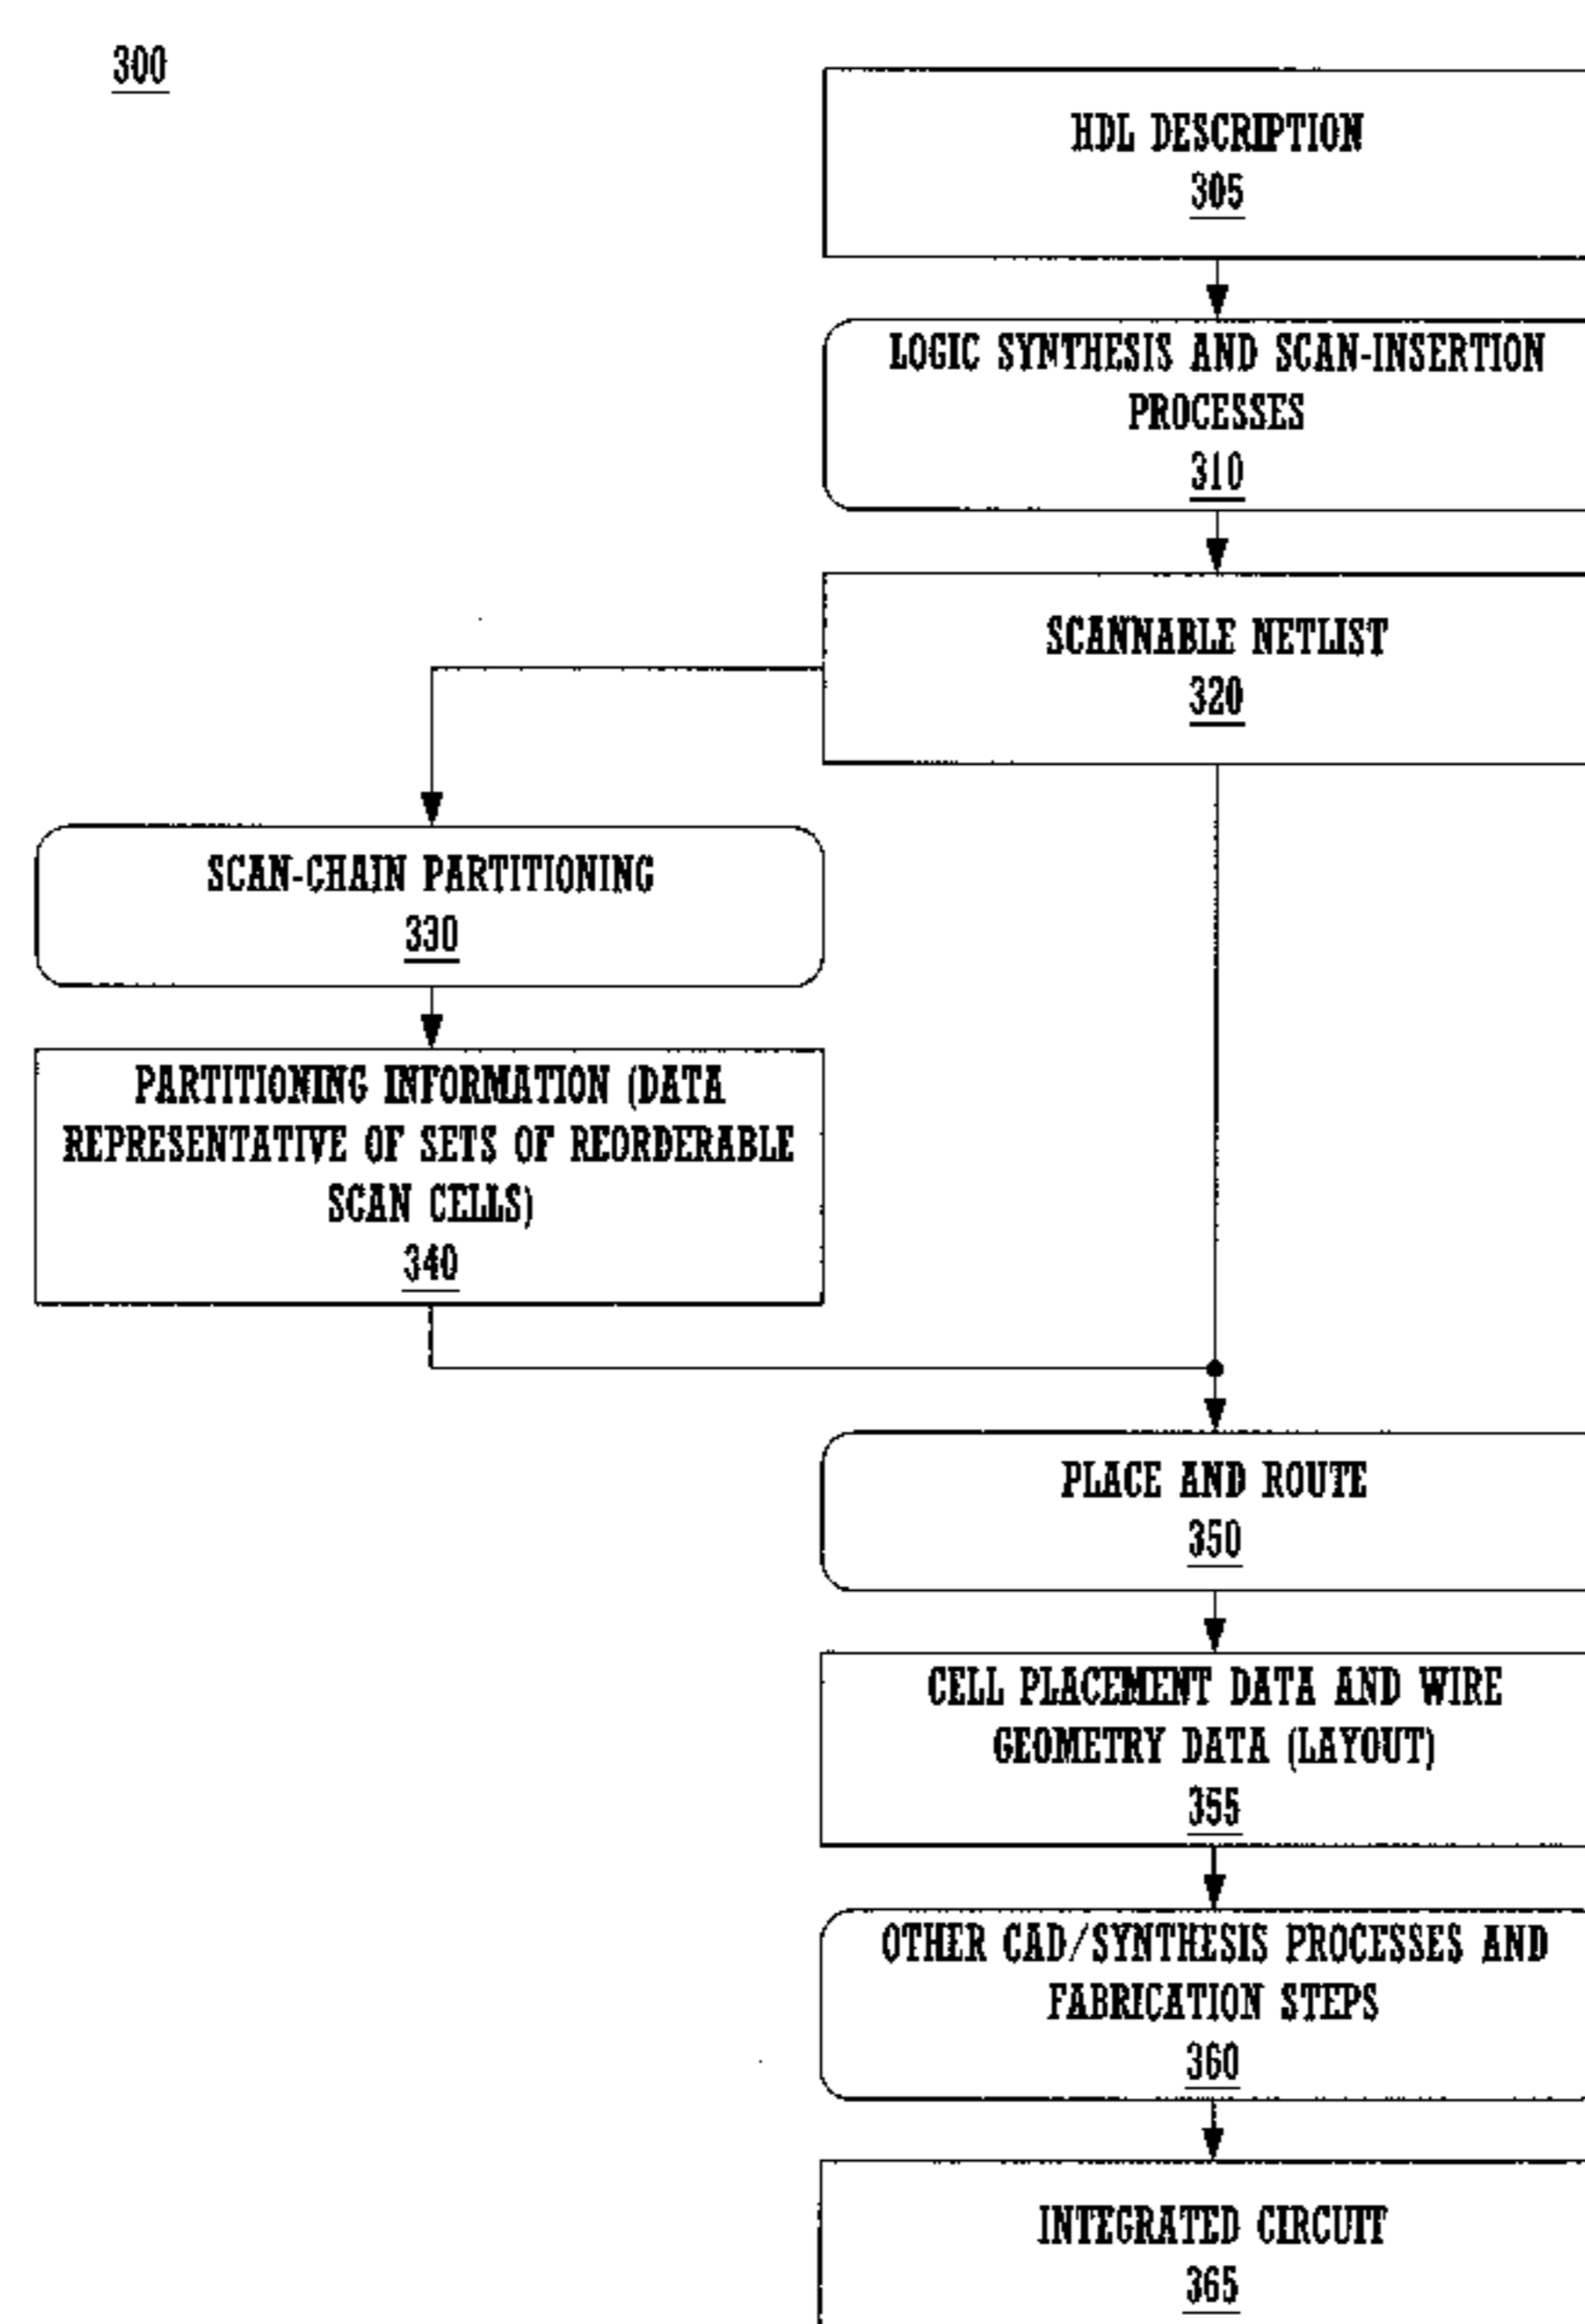 300
HDL DESCRIPTION
305
LOGIC SYNTHESIS AND SCAN-INSERTION
PROCESSES
310
SCANNABLE NETLIST
320
SCAN-CHAIN PARTITIONING
330
PARTITIONING INFORMATION (DATA
REPRESENTATIVE OF SETS OF REORDERABLE
SCAN CELLS)
340
PLACE AND ROUTE
350
CELL PLACEMENT DATA AND WIRE
GEOMETRY DATA (LAYOUT)
355
OTHER CAD/SYNTHESIS PROCESSES AND
FABRICATION STEPS
360
INTEGRATED CIRCUIT
365